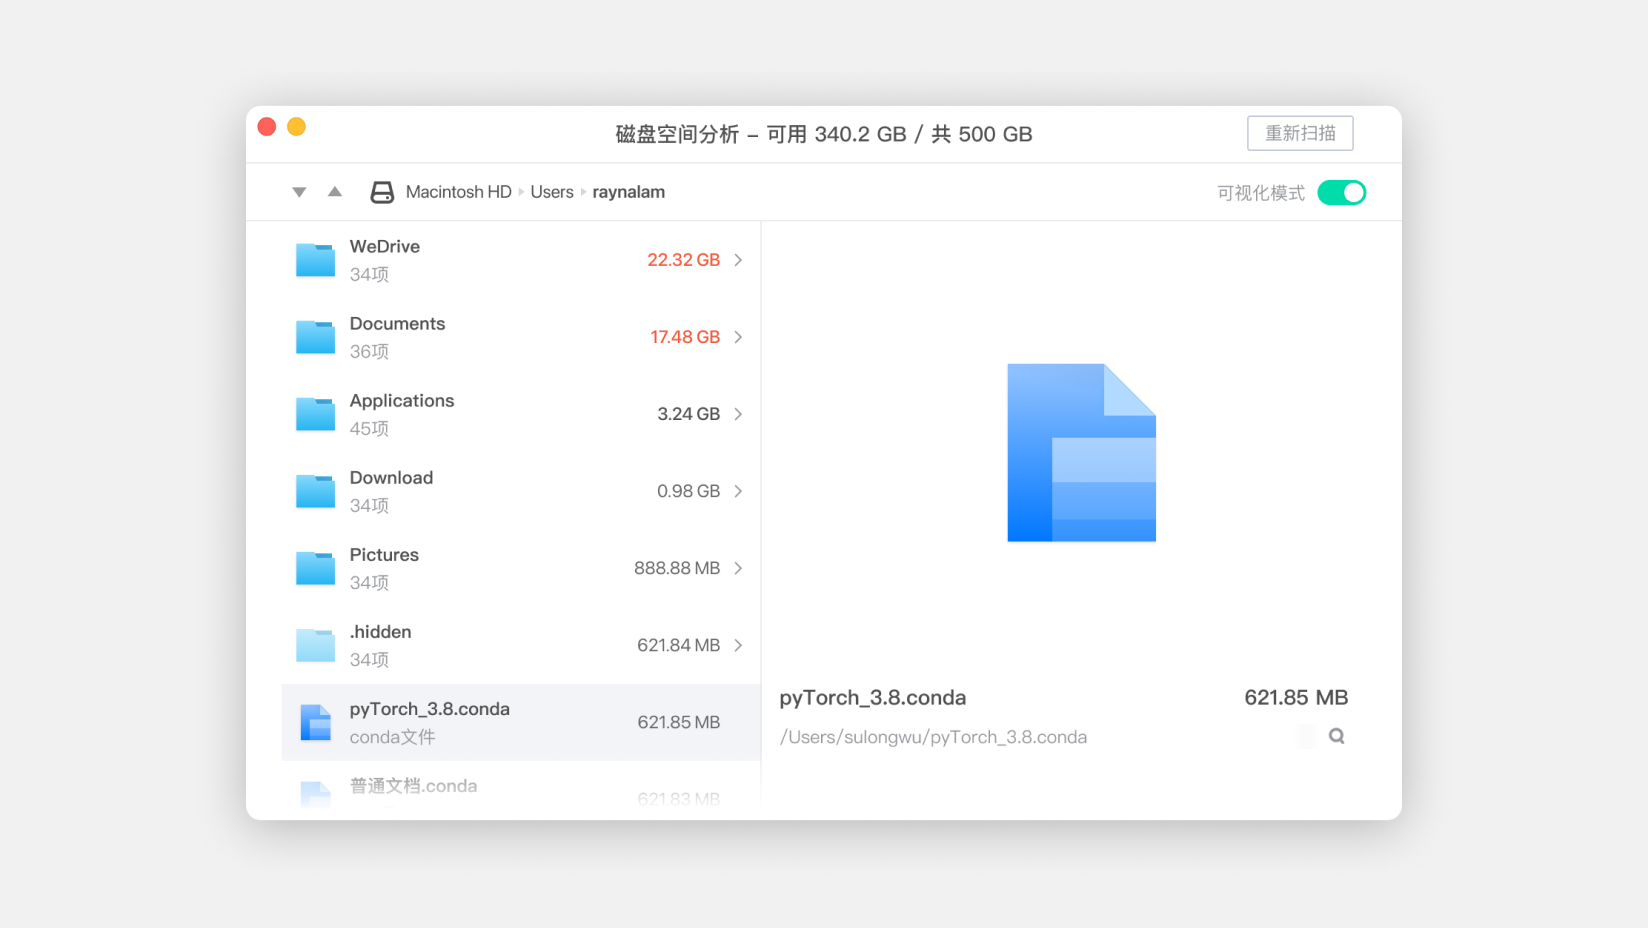 磁盘空间分析 – 可用 340.2 GB / 共 500 GB
重新扫描
Macintosh HD Users raynalam
可视化模式
WeDrive
34项
22.32 GB
Documents
36项
17.48 GB
Applications
45项
3.24 GB
Download
34项
0.98 GB
Pictures
34项
888.88 MB
.hidden
34项
621.84 MB
pyTorch_3.8.conda
conda文件
621.85 MB
普通文档.conda
621.83 MB
pyTorch_3.8.conda
621.85 MB
/Users/sulongwu/pyTorch_3.8.conda